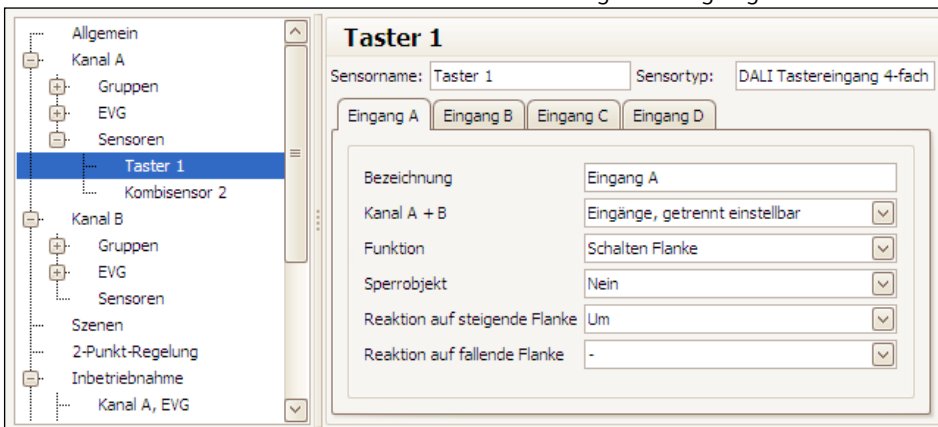 Allgemein
Kanal A
Gruppen
EVG
Sensoren
Taster 1
Kombisensor 2
Kanal B
Gruppen
EVG
Sensoren
Szenen
2-Punkt-Regelung
Inbetriebnahme
Kanal A, EVG
Taster 1
Sensorname: Taster 1 Sensortyp: DALI Tastereingang 4-fach
Eingang A Eingang B Eingang C Eingang D
Bezeichnung Eingang A
Kanal A + B Eingänge, getrennt einstellbar
Funktion Schalten Flanke
Sperrobjekt Nein
Reaktion auf steigende Flanke Um
Reaktion auf fallende Flanke -